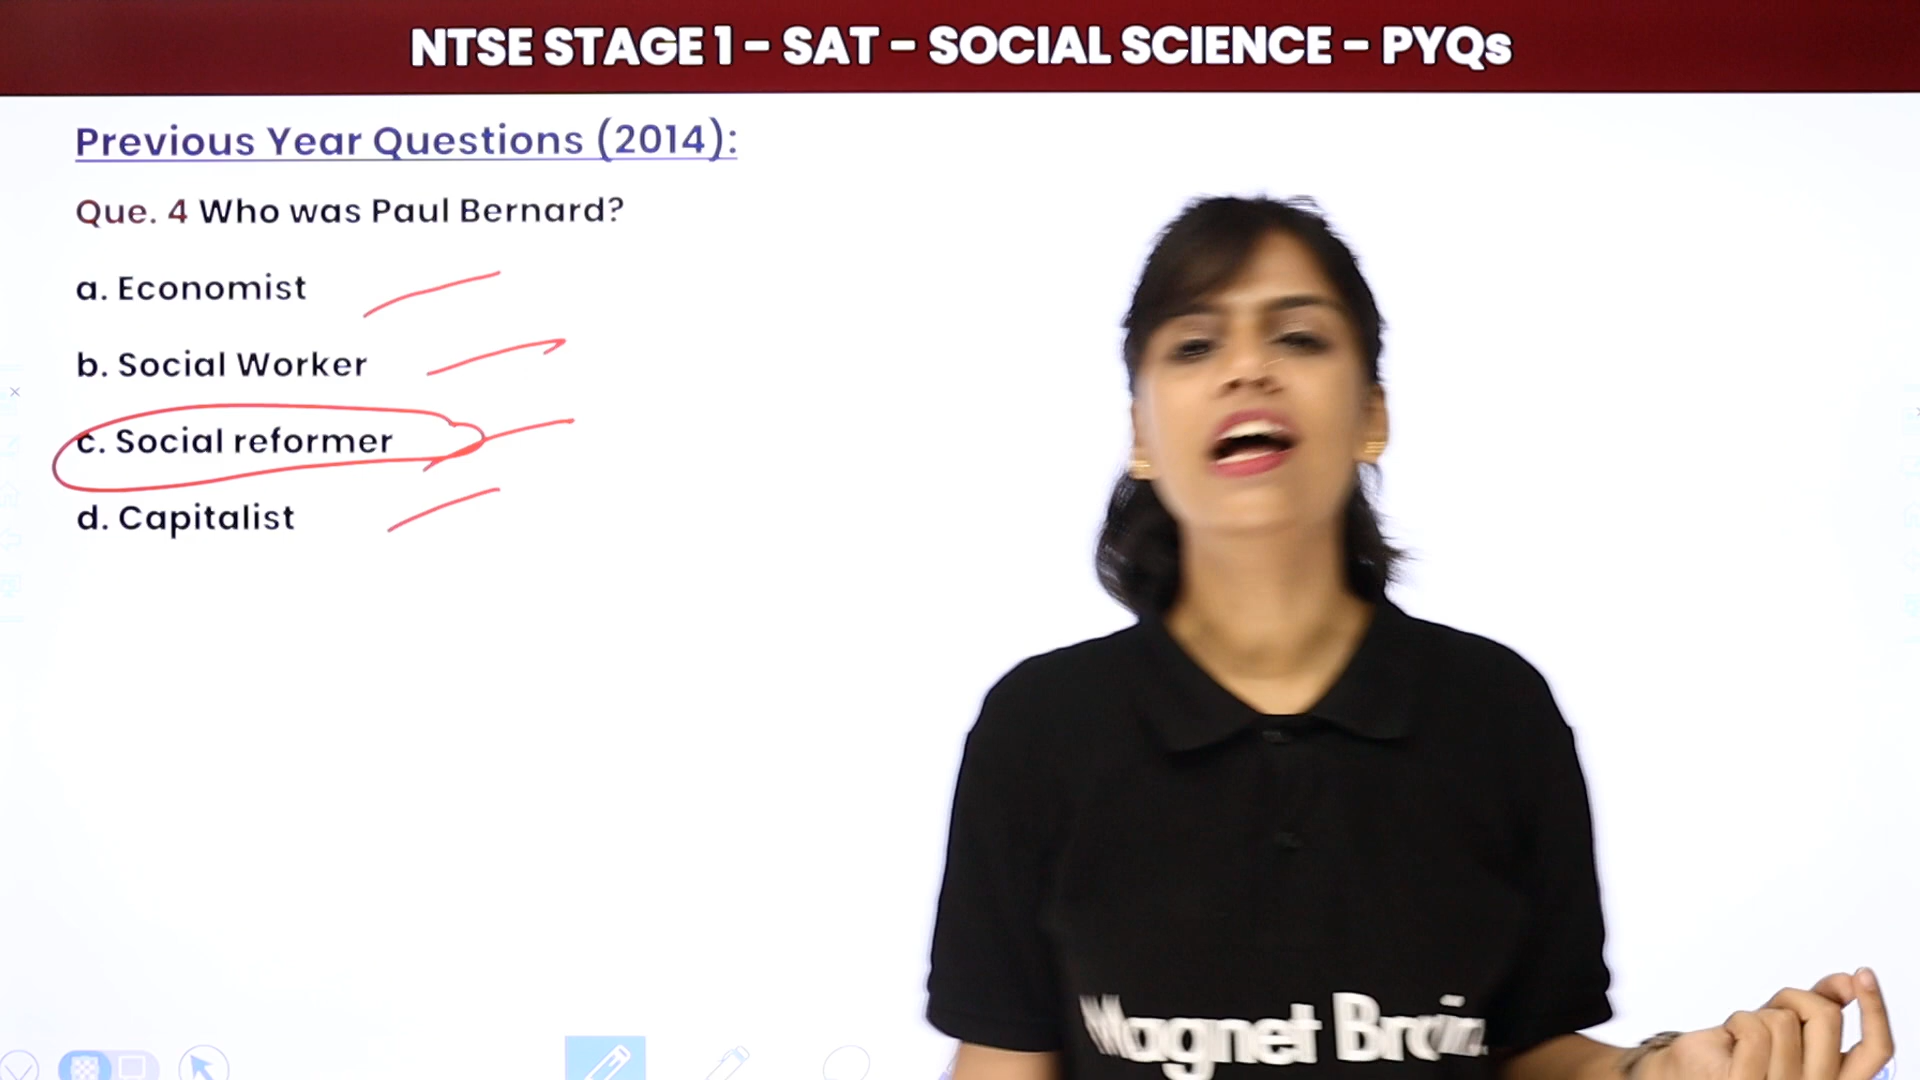 NTSE STAGE 1 – SAT – SOCIAL SCIENCE – PYQs
Previous Year Questions (2014):
Que. 4 Who was Paul Bernard?
a. Economist
b. Social Worker
c. Social reformer
d. Capitalist
Magnet